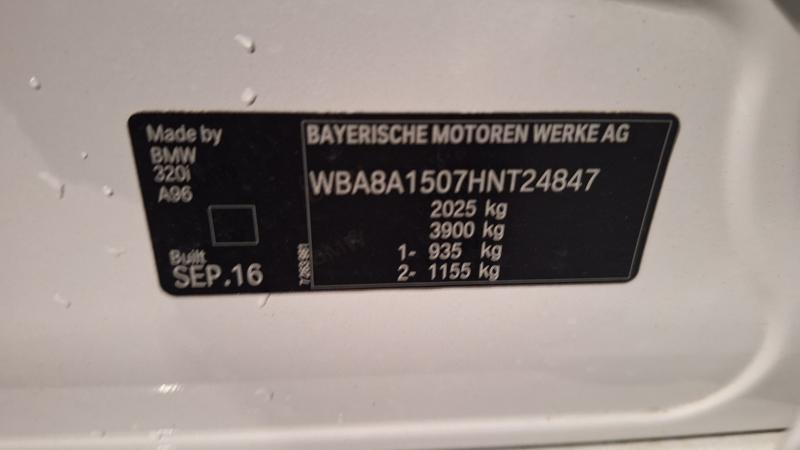 Made by
BMW
320i
A96
Built
SEP.16
BAYERISCHE MOTOREN WERKE AG
WBA8A1507HNT24847
2025 kg
3900 kg
1- 935 kg
2- 1155 kg